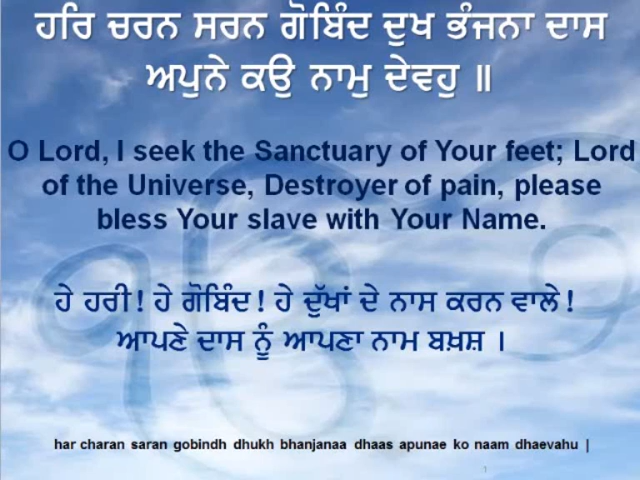 ਹਰਿ ਚਰਨ ਸਰਨ ਗੋਬਿੰਦ ਦੁਖ ਭੰਜਨਾ ਦਾਸ
ਅਪੁਨੇ ਕਉ ਨਾਮੁ ਦੇਵਹੁ ॥
O Lord, I seek the Sanctuary of Your feet; Lord
of the Universe, Destroyer of pain, please
bless Your slave with Your Name.
ਹੇ ਹਰੀ! ਹੇ ਗੋਬਿੰਦ! ਹੇ ਦੁੱਖਾਂ ਦੇ ਨਾਸ ਕਰਨ ਵਾਲੇ!
ਆਪਣੇ ਦਾਸ ਨੂੰ ਆਪਣਾ ਨਾਮ ਬਖ਼ਸ਼ ।
har charan saran gobindh dhukh bhanjanaa dhaas apunae ko naam dhaevahu |
1